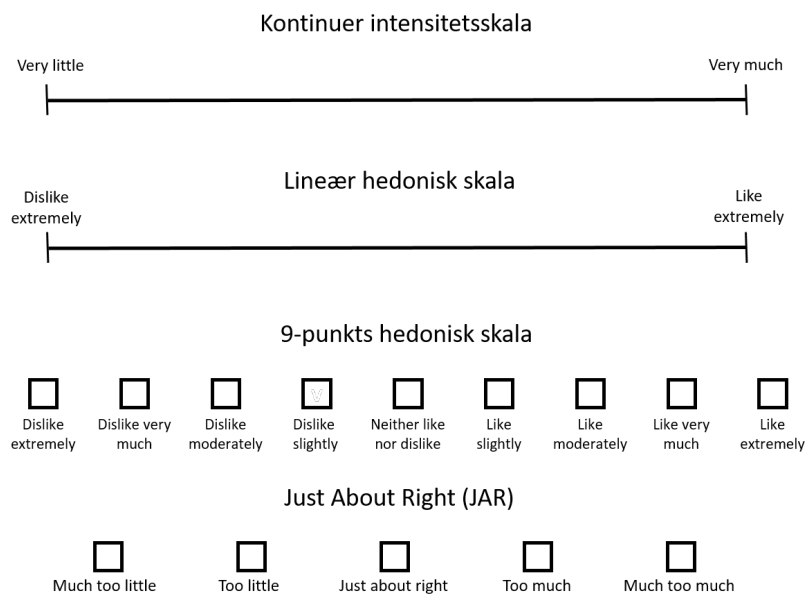 Kontinuer intensitetsskala
Very little Very much
Lineær hedonisk skala
Dislike extremely Like extremely
9-punkts hedonisk skala
Dislike extremely Dislike very much Dislike moderately Dislike slightly Neither like nor dislike Like slightly Like moderately Like very much Like extremely
Just About Right (JAR)
Much too little Too little Just about right Too much Much too much